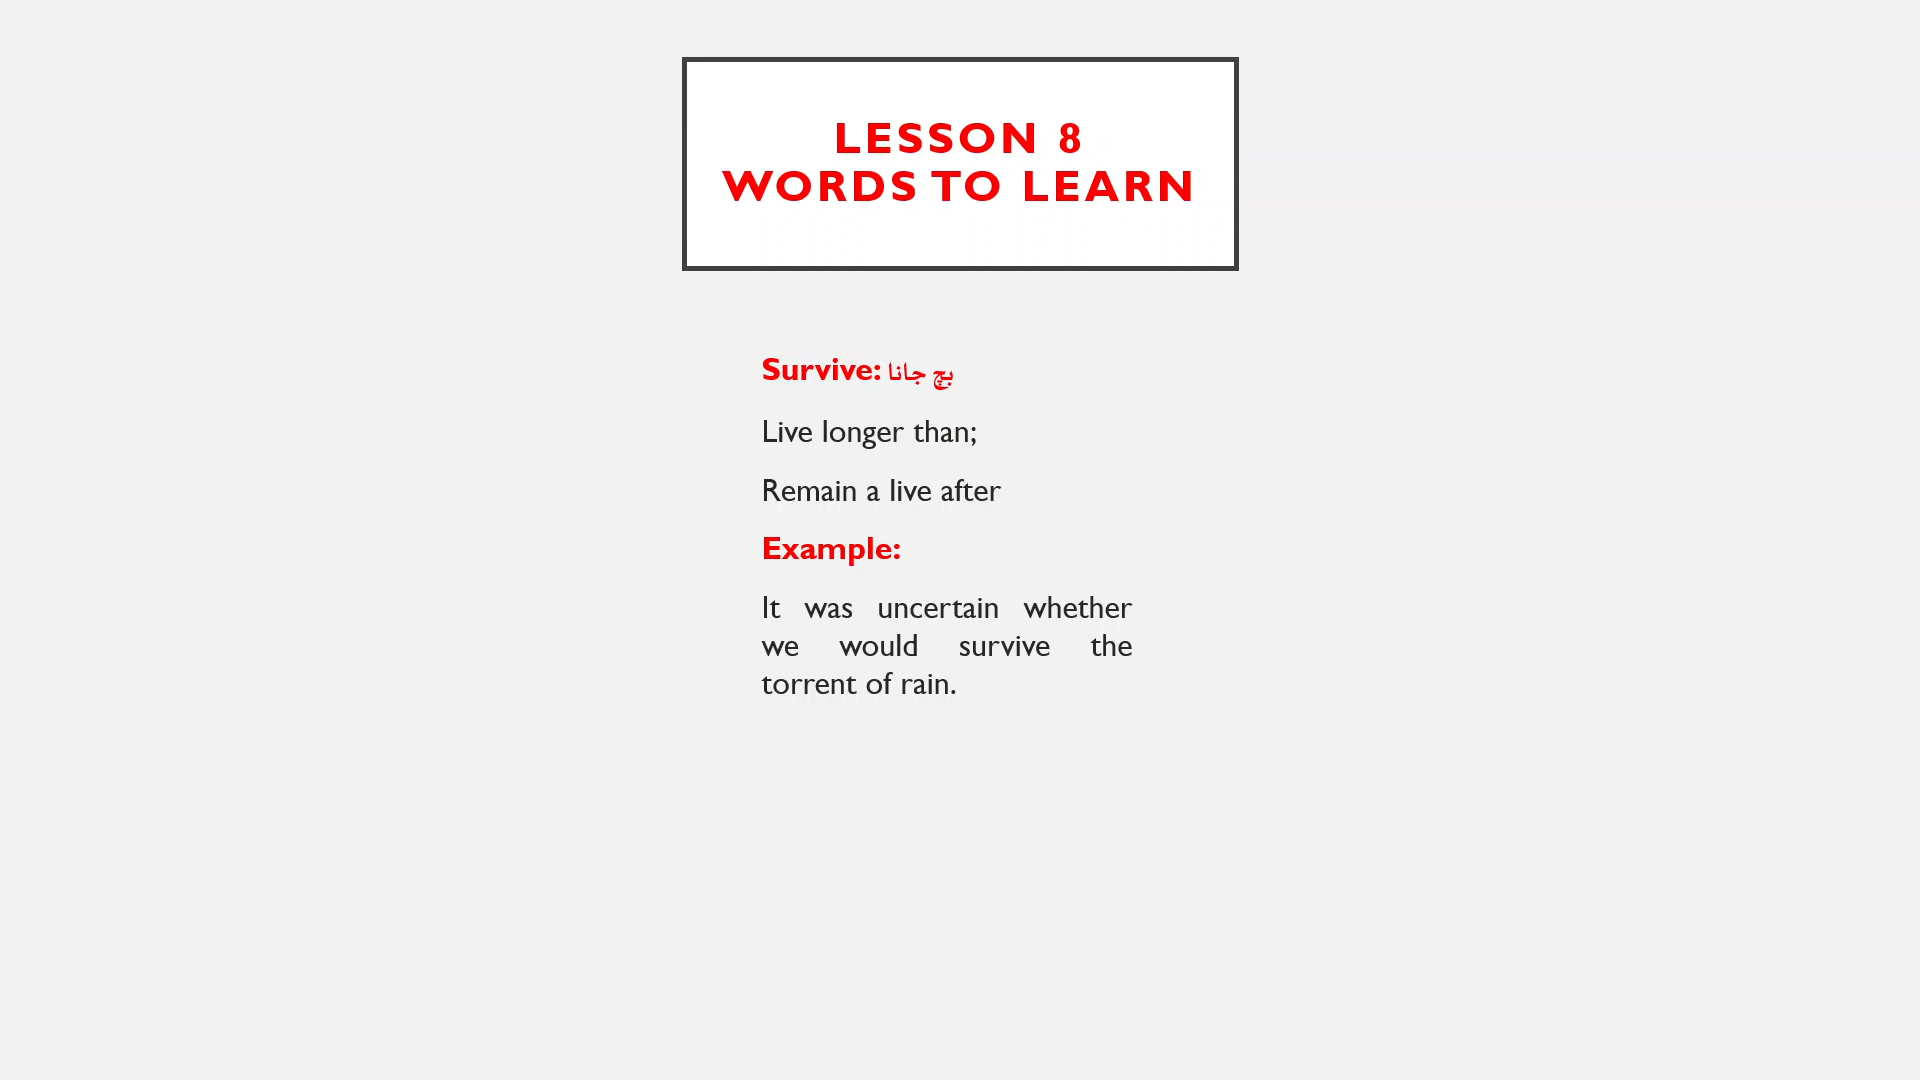 LESSON 8
WORDS TO LEARN
Survive: بچ جانا
Live longer than;
Remain a live after
Example:
It was uncertain whether
we would survive the
torrent of rain.